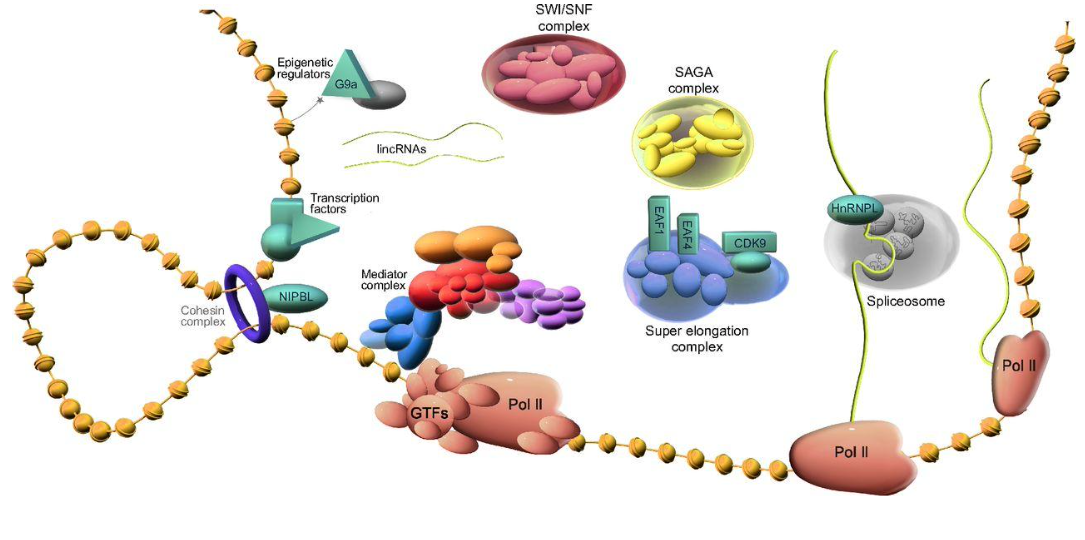 SWI/SNF
complex
Epigenetic
regulators
G9a
SAGA
complex
lincRNAs
Transcription
factors
EAF1
EAF4
CDK9
HnRNPL
Mediator
complex
NIPBL
Cohesin
complex
Spliceosome
Super elongation
complex
Pol II
GTFs
Pol II
Pol II